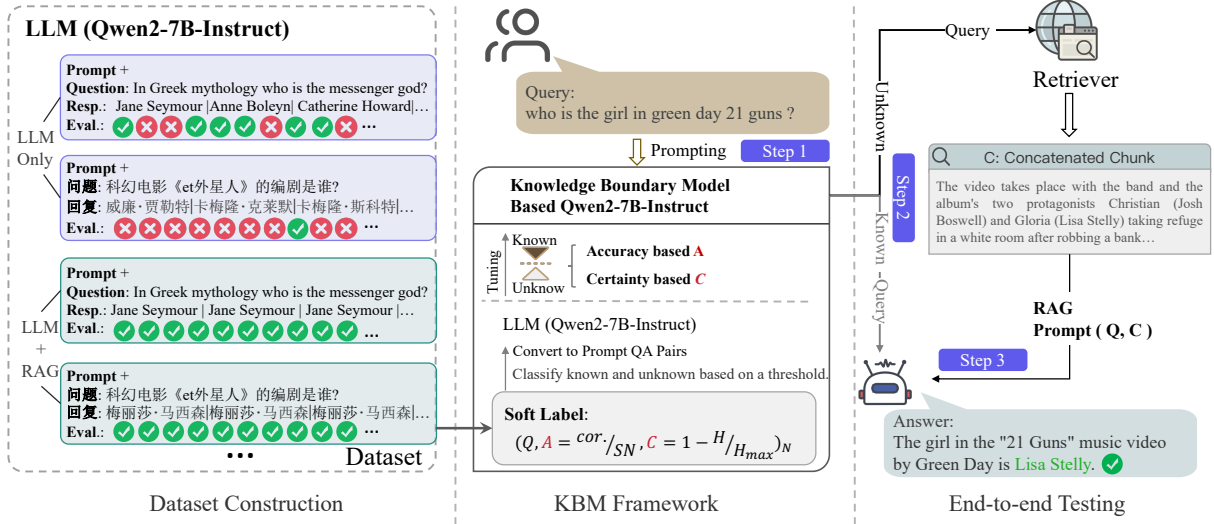 LLM (Qwen2-7B-Instruct)
LLM
Only
Prompt +
Question: In Greek mythology who is the messenger god?
Resp.: Jane Seymour |Anne Boleyn| Catherine Howard|…
Eval.: ...
Prompt +
问题: 科幻电影《et外星人》的编剧是谁?
回复: 威廉·贾勒特|卡梅隆·克莱默|卡梅隆·斯科特|…
Eval.: ...
LLM
+
RAG
Prompt +
Question: In Greek mythology who is the messenger god?
Resp.: Jane Seymour | Jane Seymour | Jane Seymour |…
Eval.: ...
Prompt +
问题: 科幻电影《et外星人》的编剧是谁?
回复: 梅丽莎·马西森|梅丽莎·马西森|梅丽莎·马西森|…
Eval.: ...
...
Dataset
Dataset Construction
Query:
who is the girl in green day 21 guns ?
Prompting
Step 1
Knowledge Boundary Model
Based Qwen2-7B-Instruct
Tuning
Known
Unknow
Accuracy based A
Certainty based C
LLM (Qwen2-7B-Instruct)
Convert to Prompt QA Pairs
Classify known and unknown based on a threshold.
Soft Label:
(Q, A = cor./SN, C = 1 − H/Hmax)N
KBM Framework
Query
Unknown
Step 2
Known Query
Retriever
C: Concatenated Chunk
The video takes place with the band and the
album's two protagonists Christian (Josh
Boswell) and Gloria (Lisa Stelly) taking refuge
in a white room after robbing a bank…
RAG
Prompt ( Q, C )
Step 3
Answer:
The girl in the "21 Guns" music video
by Green Day is Lisa Stelly.
End-to-end Testing